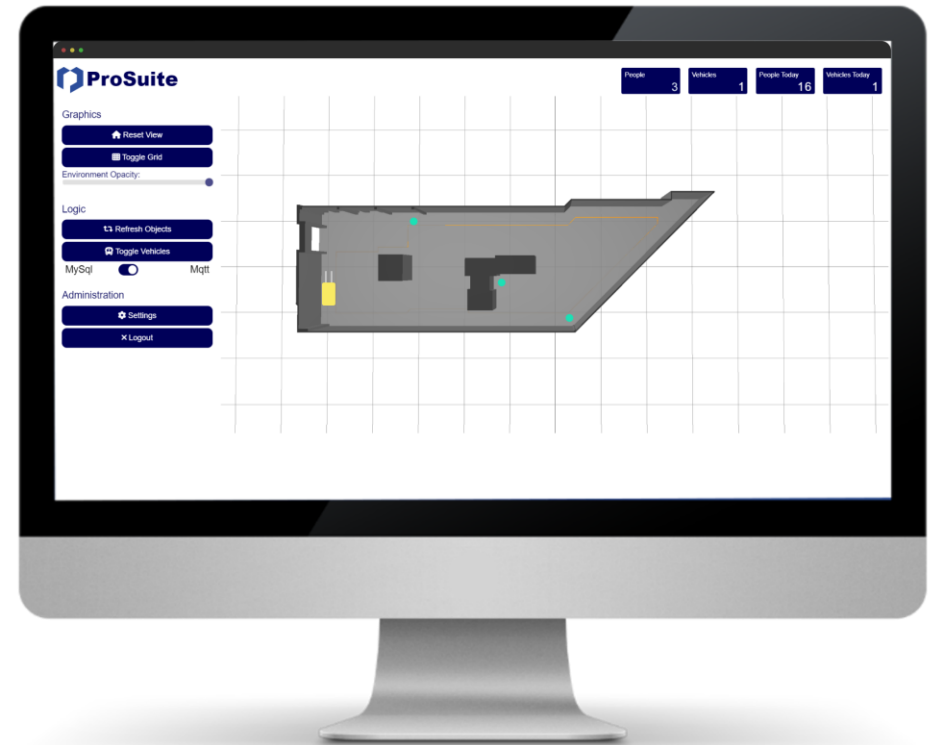 ProSuite
People
3
Vehicles
1
People Today
16
Vehicles Today
1
Graphics
Reset View
Toggle Grid
Environment Opacity:
Logic
Refresh Objects
Toggle Vehicles
MySql Mqtt
Administration
Settings
Logout